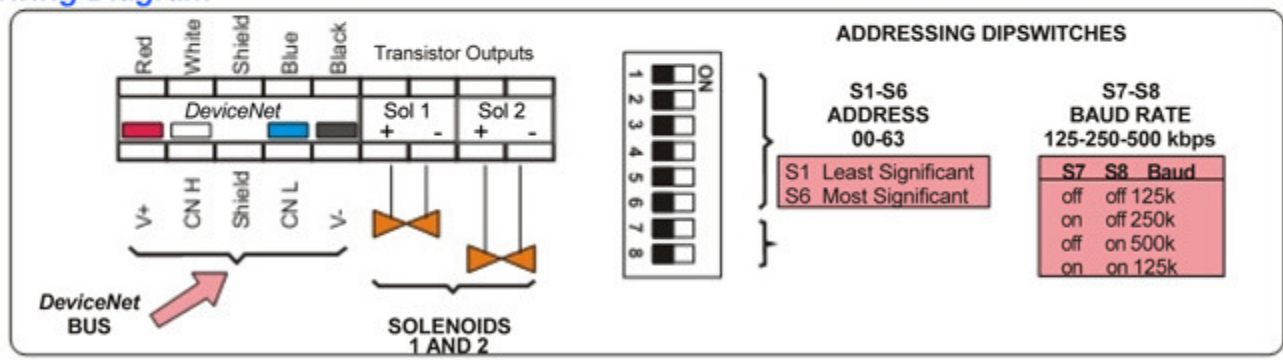 Red White Shield Blue Black
Transistor Outputs
DeviceNet Sol 1 Sol 2
+ - + -
V+ CN H Shield CN L V-
DeviceNet
BUS
SOLENOIDS
1 AND 2
ON
1
2
3
4
5
6
7
8
ADDRESSING DIPSWITCHES
S1-S6
ADDRESS
00-63
S1 Least Significant
S6 Most Significant
S7-S8
BAUD RATE
125-250-500 kbps
S7 S8 Baud
off off 125k
on off 250k
off on 500k
on on 125k